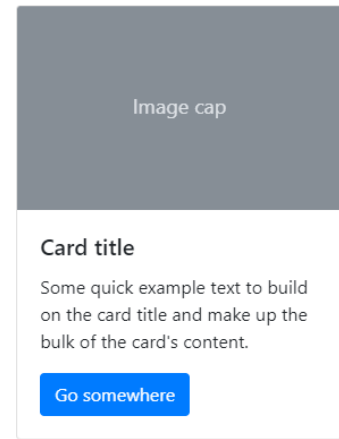 Image cap
Card title
Some quick example text to build
on the card title and make up the
bulk of the card's content.
Go somewhere